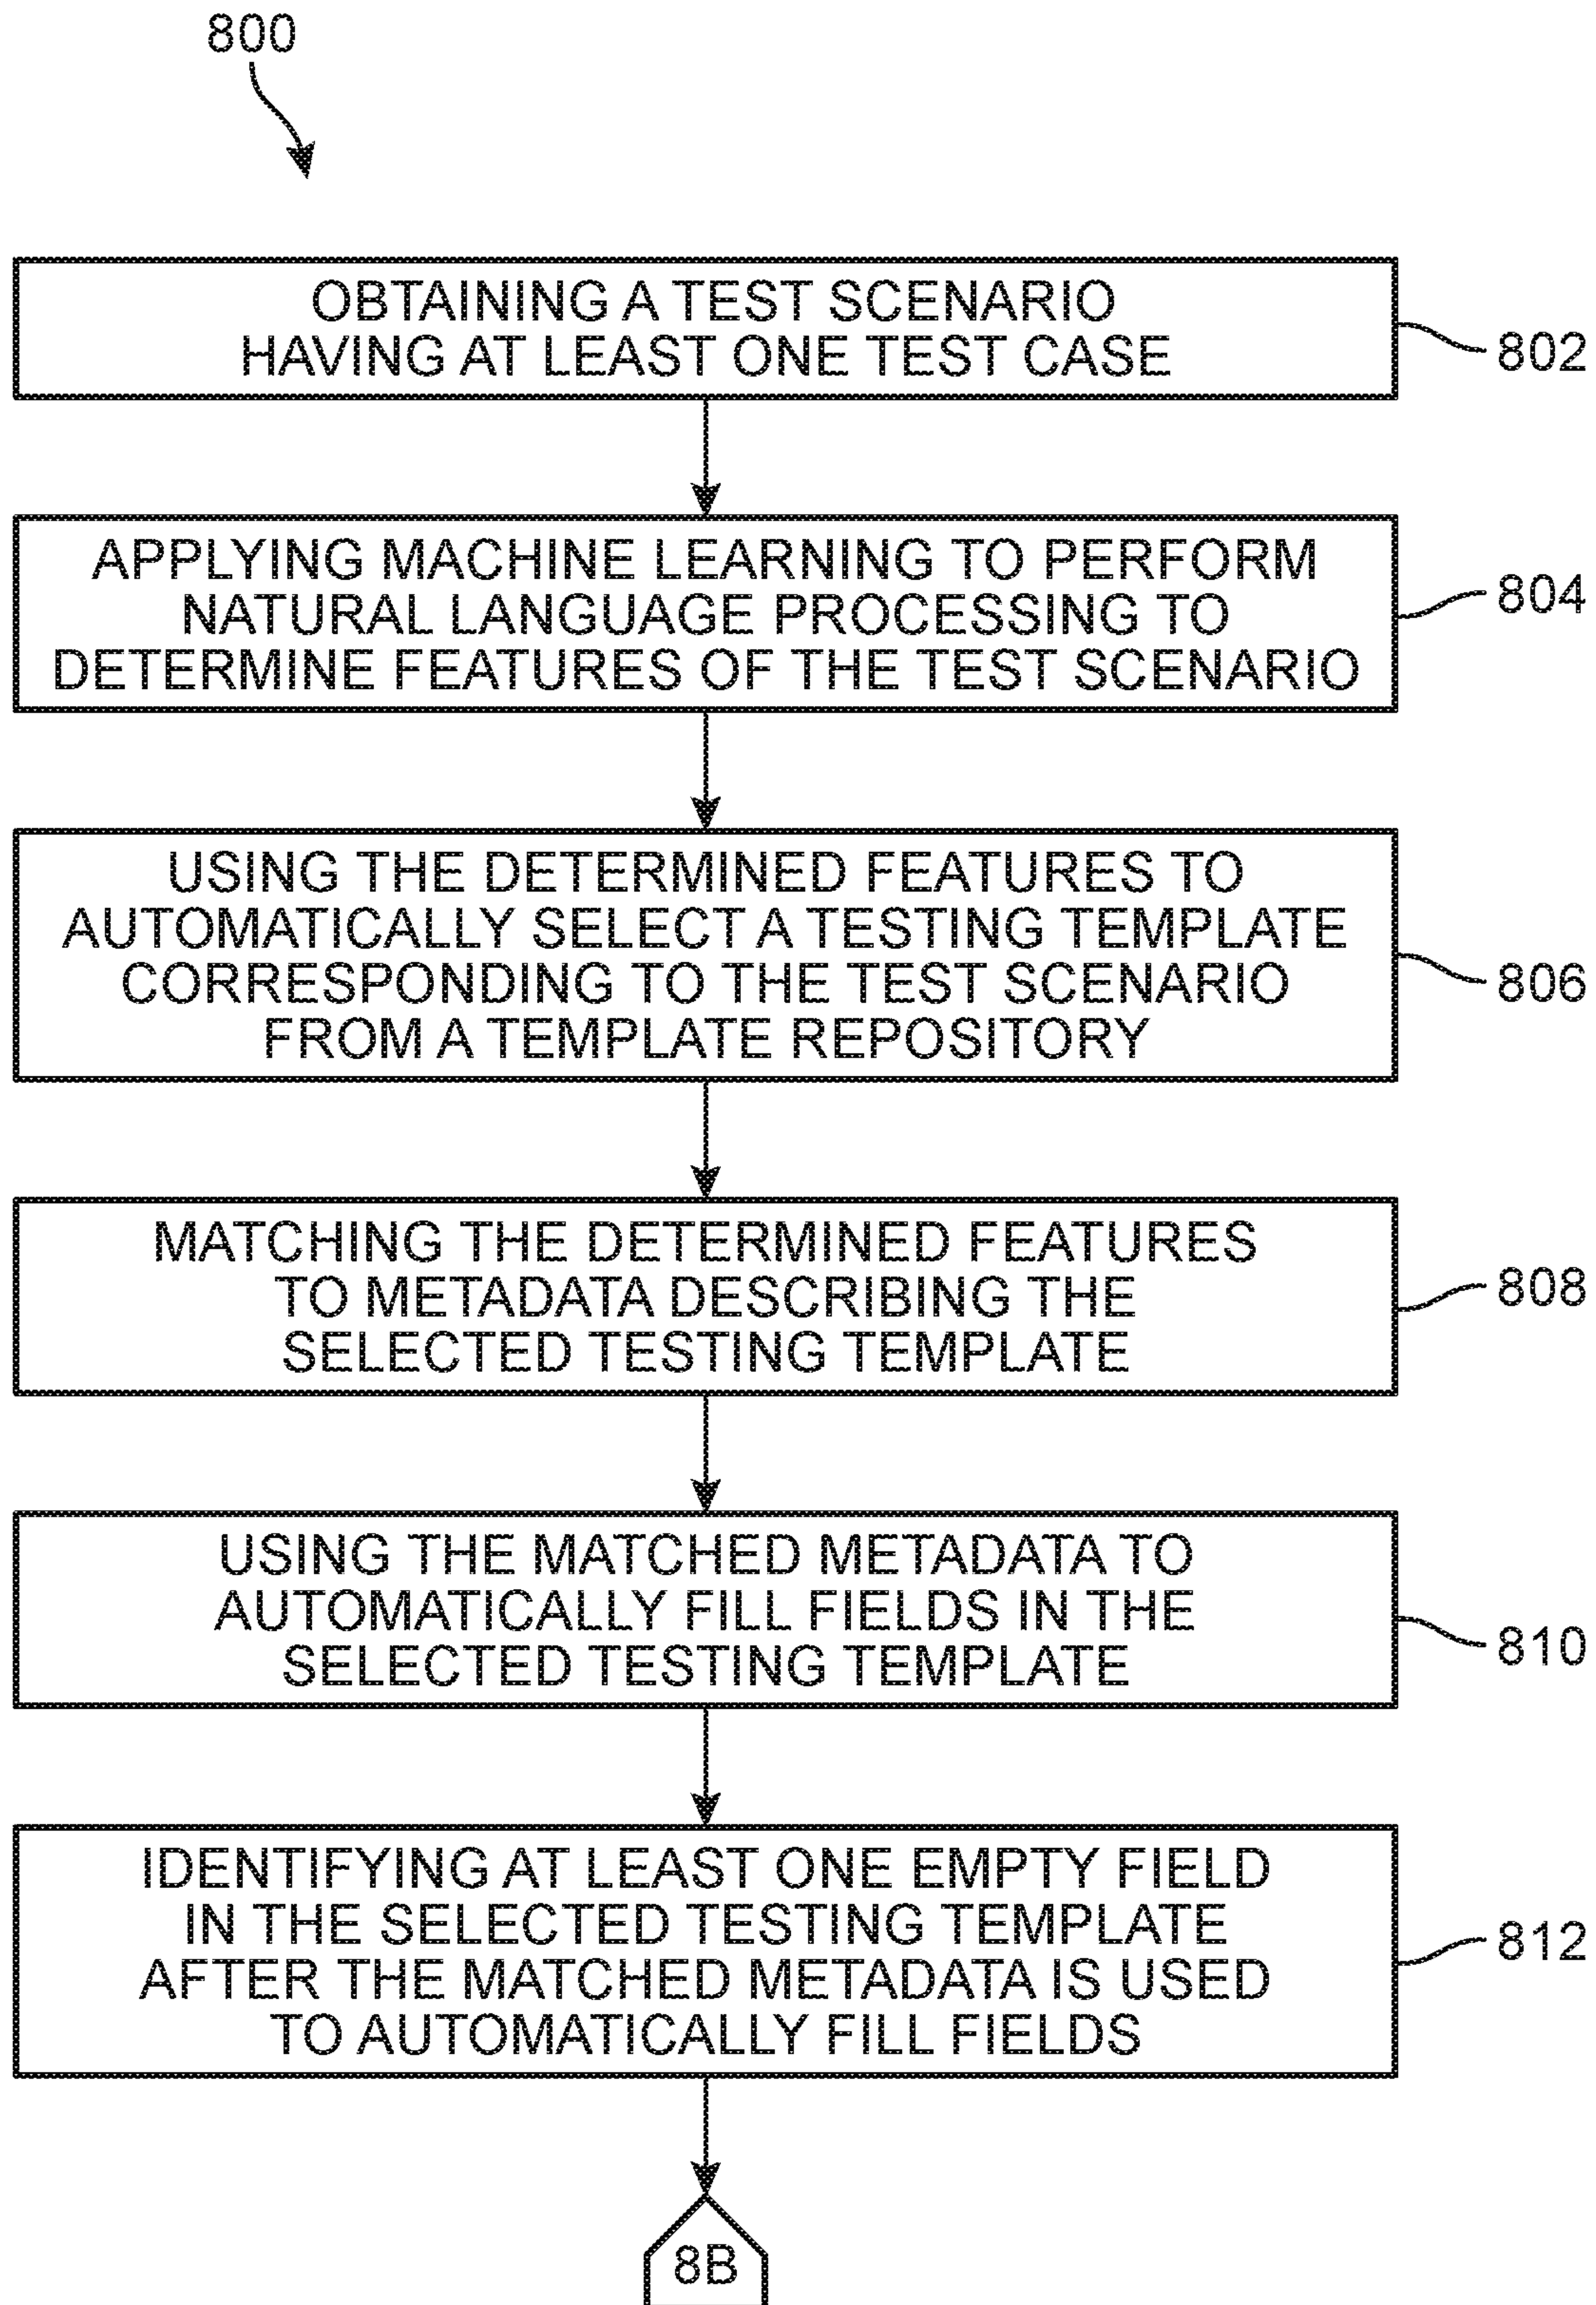 800
OBTAINING A TEST SCENARIO
HAVING AT LEAST ONE TEST CASE
802
APPLYING MACHINE LEARNING TO PERFORM
NATURAL LANGUAGE PROCESSING TO
DETERMINE FEATURES OF THE TEST SCENARIO
804
USING THE DETERMINED FEATURES TO
AUTOMATICALLY SELECT A TESTING TEMPLATE
CORRESPONDING TO THE TEST SCENARIO
FROM A TEMPLATE REPOSITORY
806
MATCHING THE DETERMINED FEATURES
TO METADATA DESCRIBING THE
SELECTED TESTING TEMPLATE
808
USING THE MATCHED METADATA TO
AUTOMATICALLY FILL FIELDS IN THE
SELECTED TESTING TEMPLATE
810
IDENTIFYING AT LEAST ONE EMPTY FIELD
IN THE SELECTED TESTING TEMPLATE
AFTER THE MATCHED METADATA IS USED
TO AUTOMATICALLY FILL FIELDS
812
8B